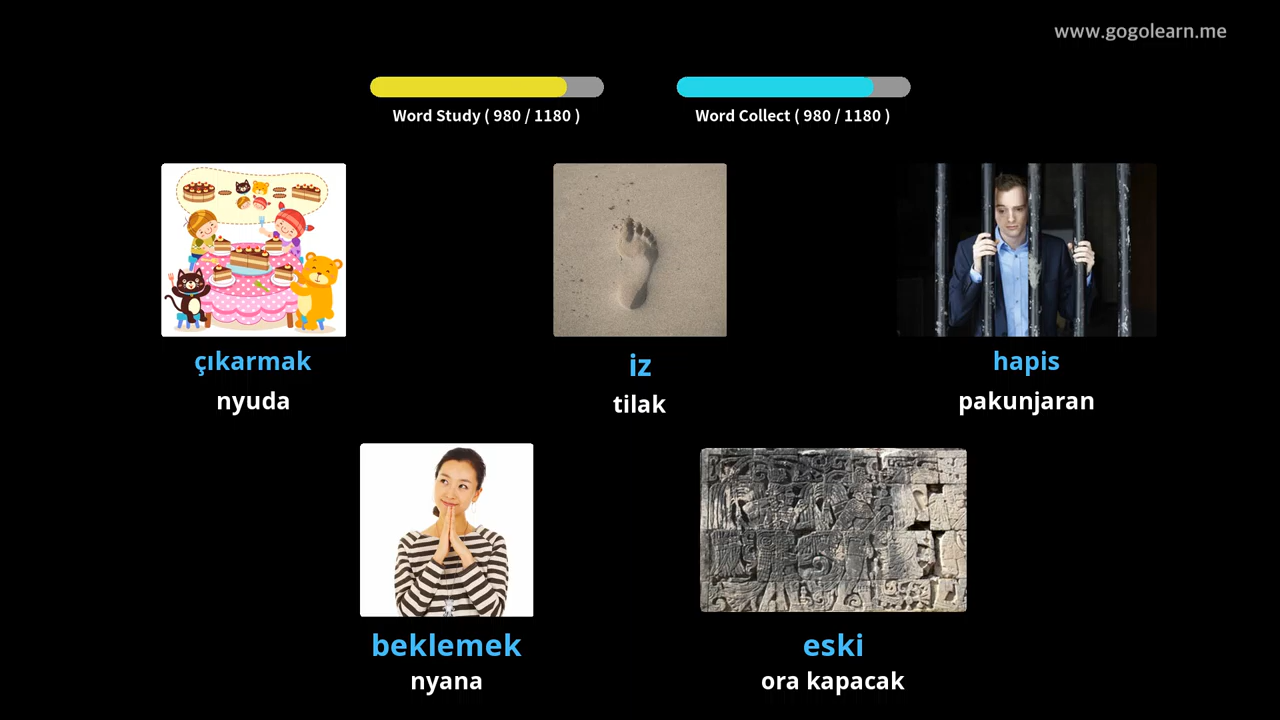 www.gogolearn.me
Word Study ( 980 / 1180 )
Word Collect ( 980 / 1180 )
çıkarmak
nyuda
iz
tilak
hapis
pakunjaran
beklemek
nyana
eski
ora kapacak